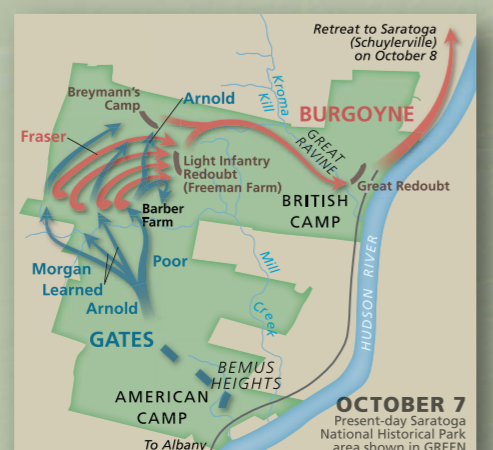 Retreat to Saratoga
(Schuylerville)
on October 8
Breymann's
Camp
Arnold
Kroma
Kill
BURGOYNE
Fraser
GREAT
RAVINE
Light Infantry
Redoubt
(Freeman Farm)
Great Redoubt
BRITISH
CAMP
Barber
Farm
Morgan
Learned
Arnold
Poor
Mill
Creek
HUDSON RIVER
GATES
BEMUS
HEIGHTS
AMERICAN
CAMP
OCTOBER 7
Present-day Saratoga
National Historical Park
area shown in GREEN
To Albany